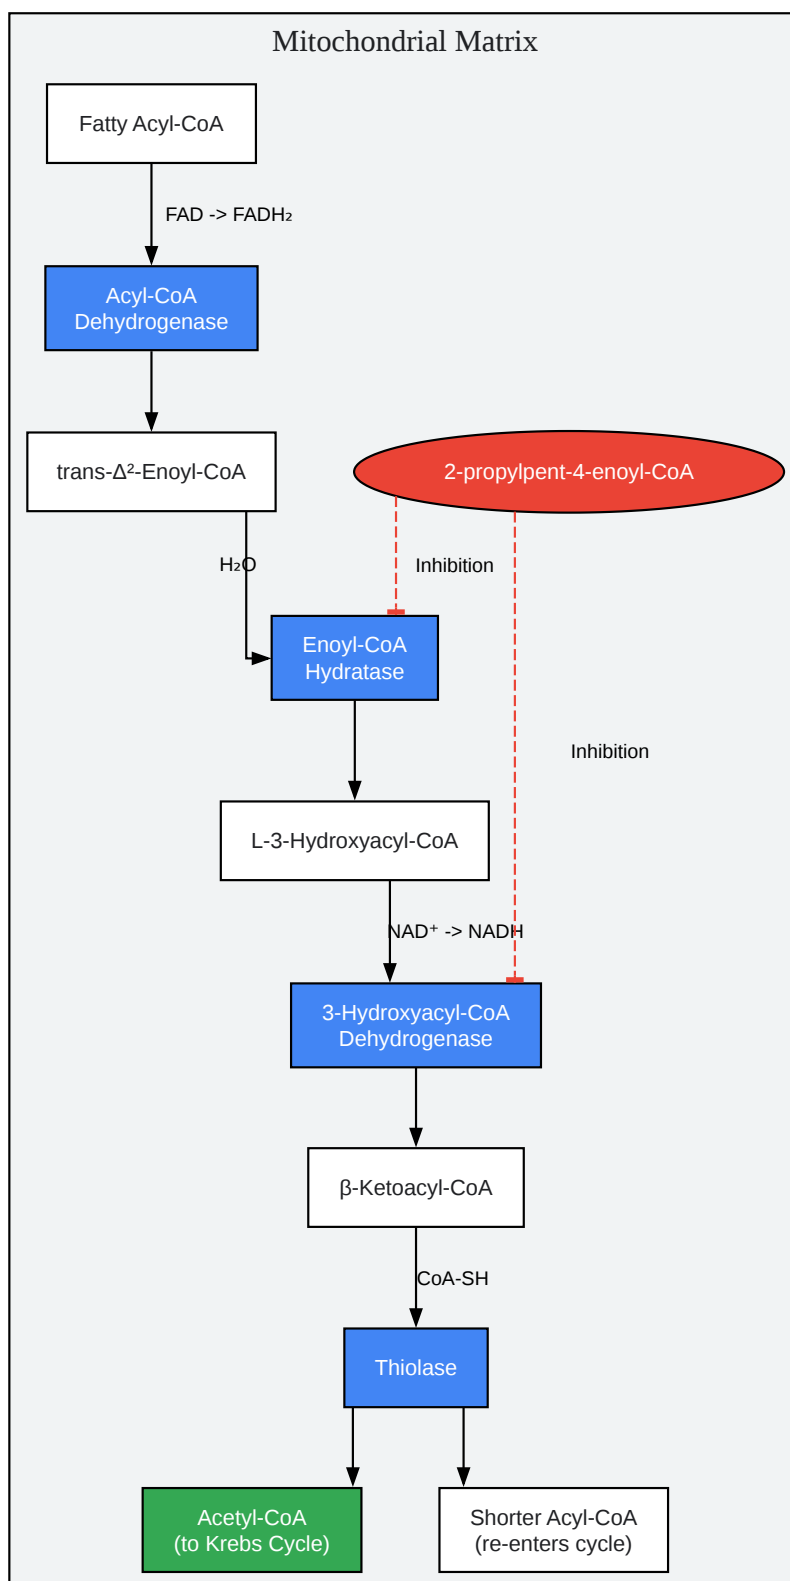 Mitochondrial Matrix
Fatty Acyl-CoA
FAD -> FADH₂
Acyl-CoA
Dehydrogenase
trans-Δ²-Enoyl-CoA
2-propylpent-4-enoyl-CoA
H₂O
Inhibition
Enoyl-CoA
Hydratase
Inhibition
L-3-Hydroxyacyl-CoA
NAD⁺ -> NADH
3-Hydroxyacyl-CoA
Dehydrogenase
β-Ketoacyl-CoA
CoA-SH
Thiolase
Acetyl-CoA
(to Krebs Cycle)
Shorter Acyl-CoA
(re-enters cycle)